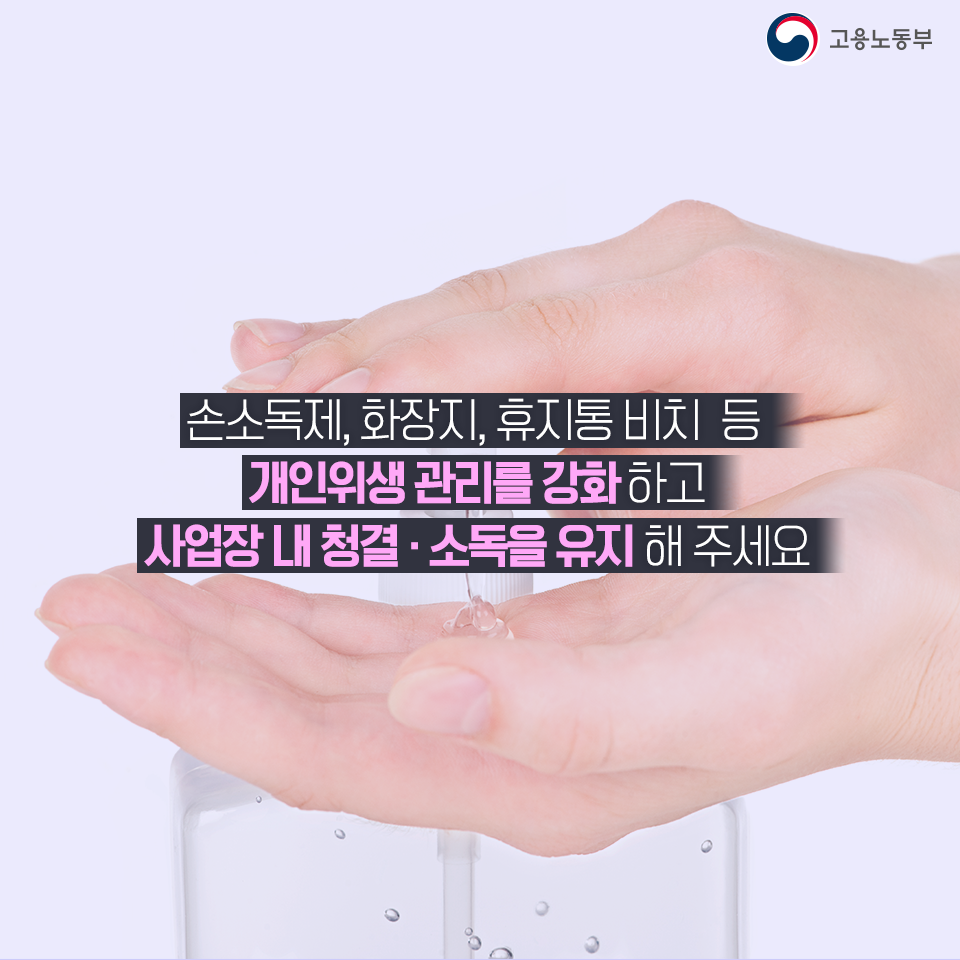 고용노동부
손소독제, 화장지, 휴지통 비치 등
개인위생 관리를 강화 하고
사업장 내 청결 · 소독을 유지 해 주세요